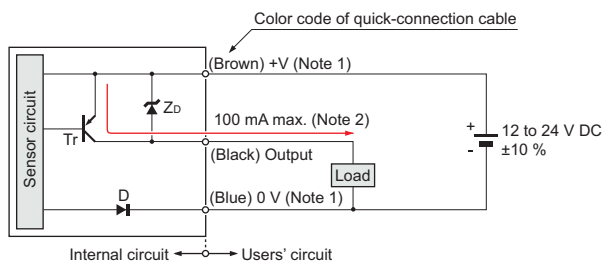 Color code of quick-connection cable
(Brown) +V (Note 1)
Sensor circuit
Tr
ZD
100 mA max. (Note 2)
(Black) Output
+
-
12 to 24 V DC
±10 %
Load
D
(Blue) 0 V (Note 1)
Internal circuit
Users' circuit